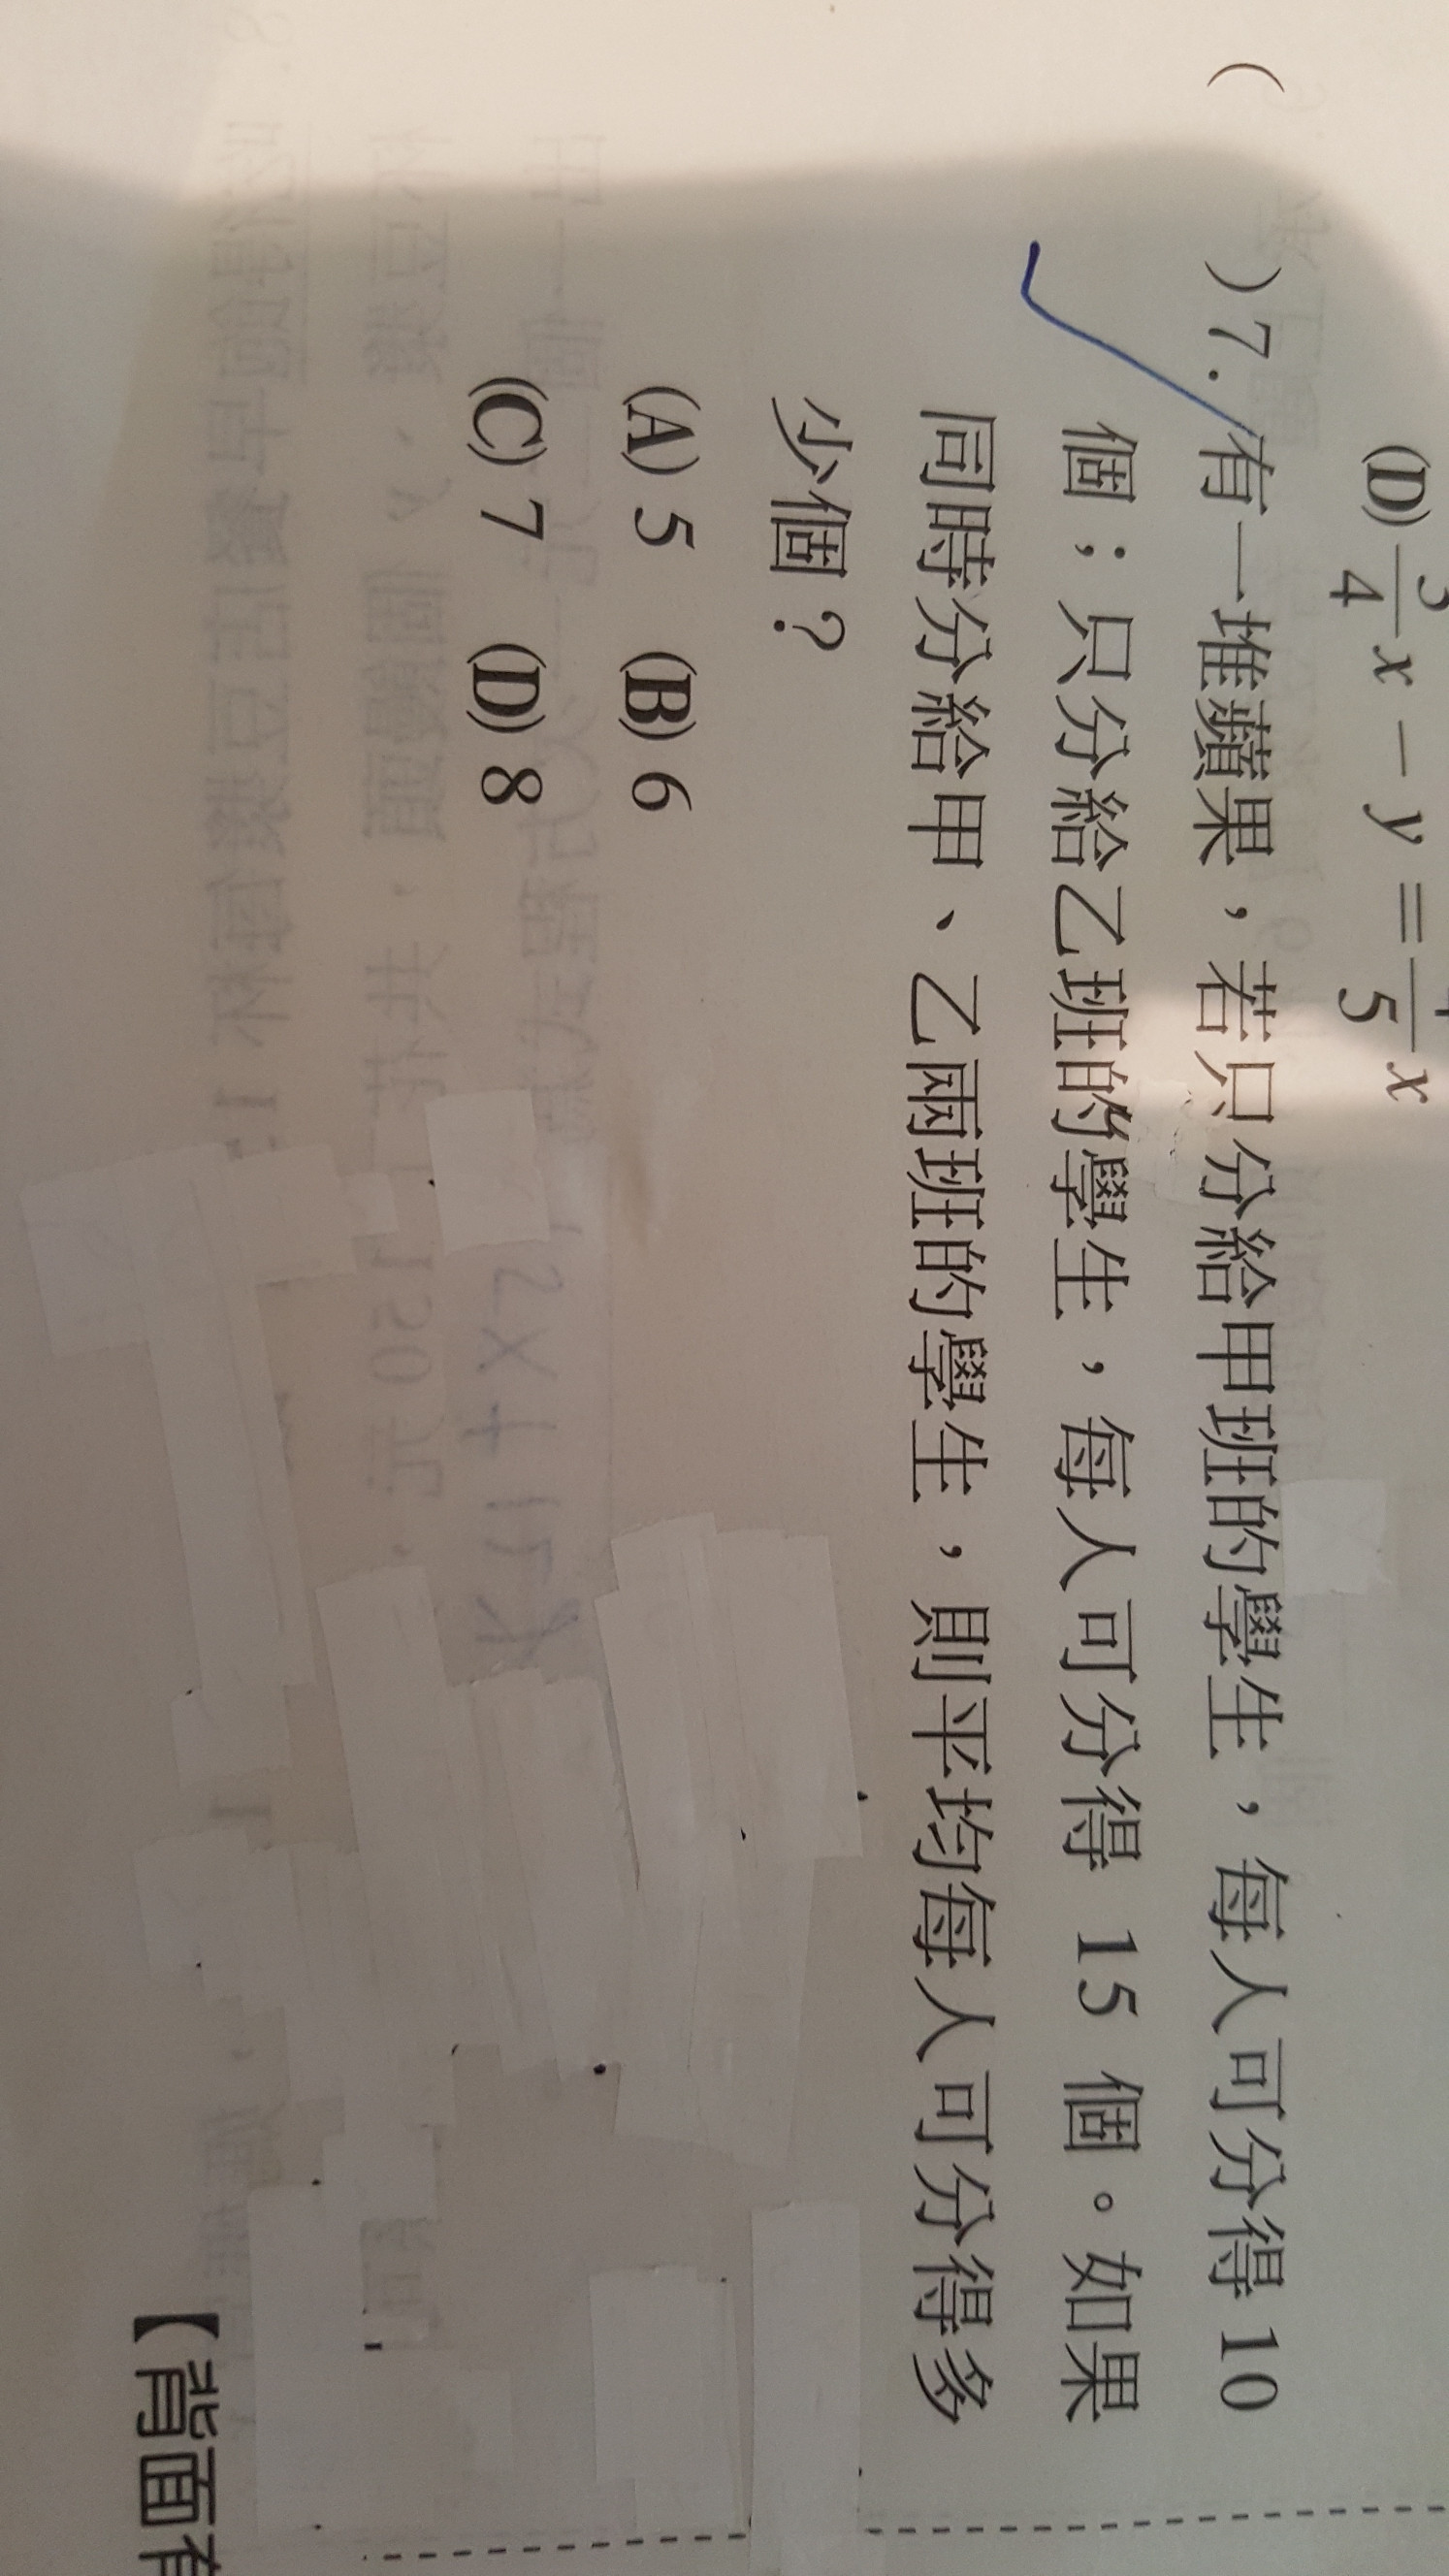 (D) 3/4 x − y = 4/5 x
( ) 7. 有一堆蘋果，若只分給甲班的學生，每人可分得 10
個；只分給乙班的學生，每人可分得 15 個。如果
同時分給甲、乙兩班的學生，則平均每人可分得多
少個？
(A) 5 (B) 6
(C) 7 (D) 8
【背面有